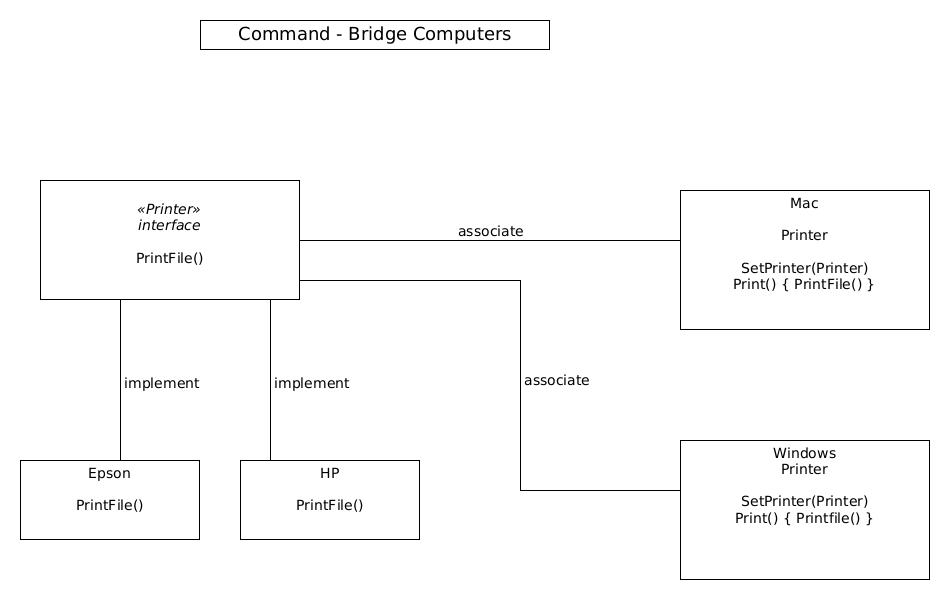 Command - Bridge Computers
«Printer»
interface
PrintFile()
associate
Mac
Printer
SetPrinter(Printer)
Print() { PrintFile() }
implement
implement
associate
Epson
PrintFile()
HP
PrintFile()
Windows
Printer
SetPrinter(Printer)
Print() { Printfile() }